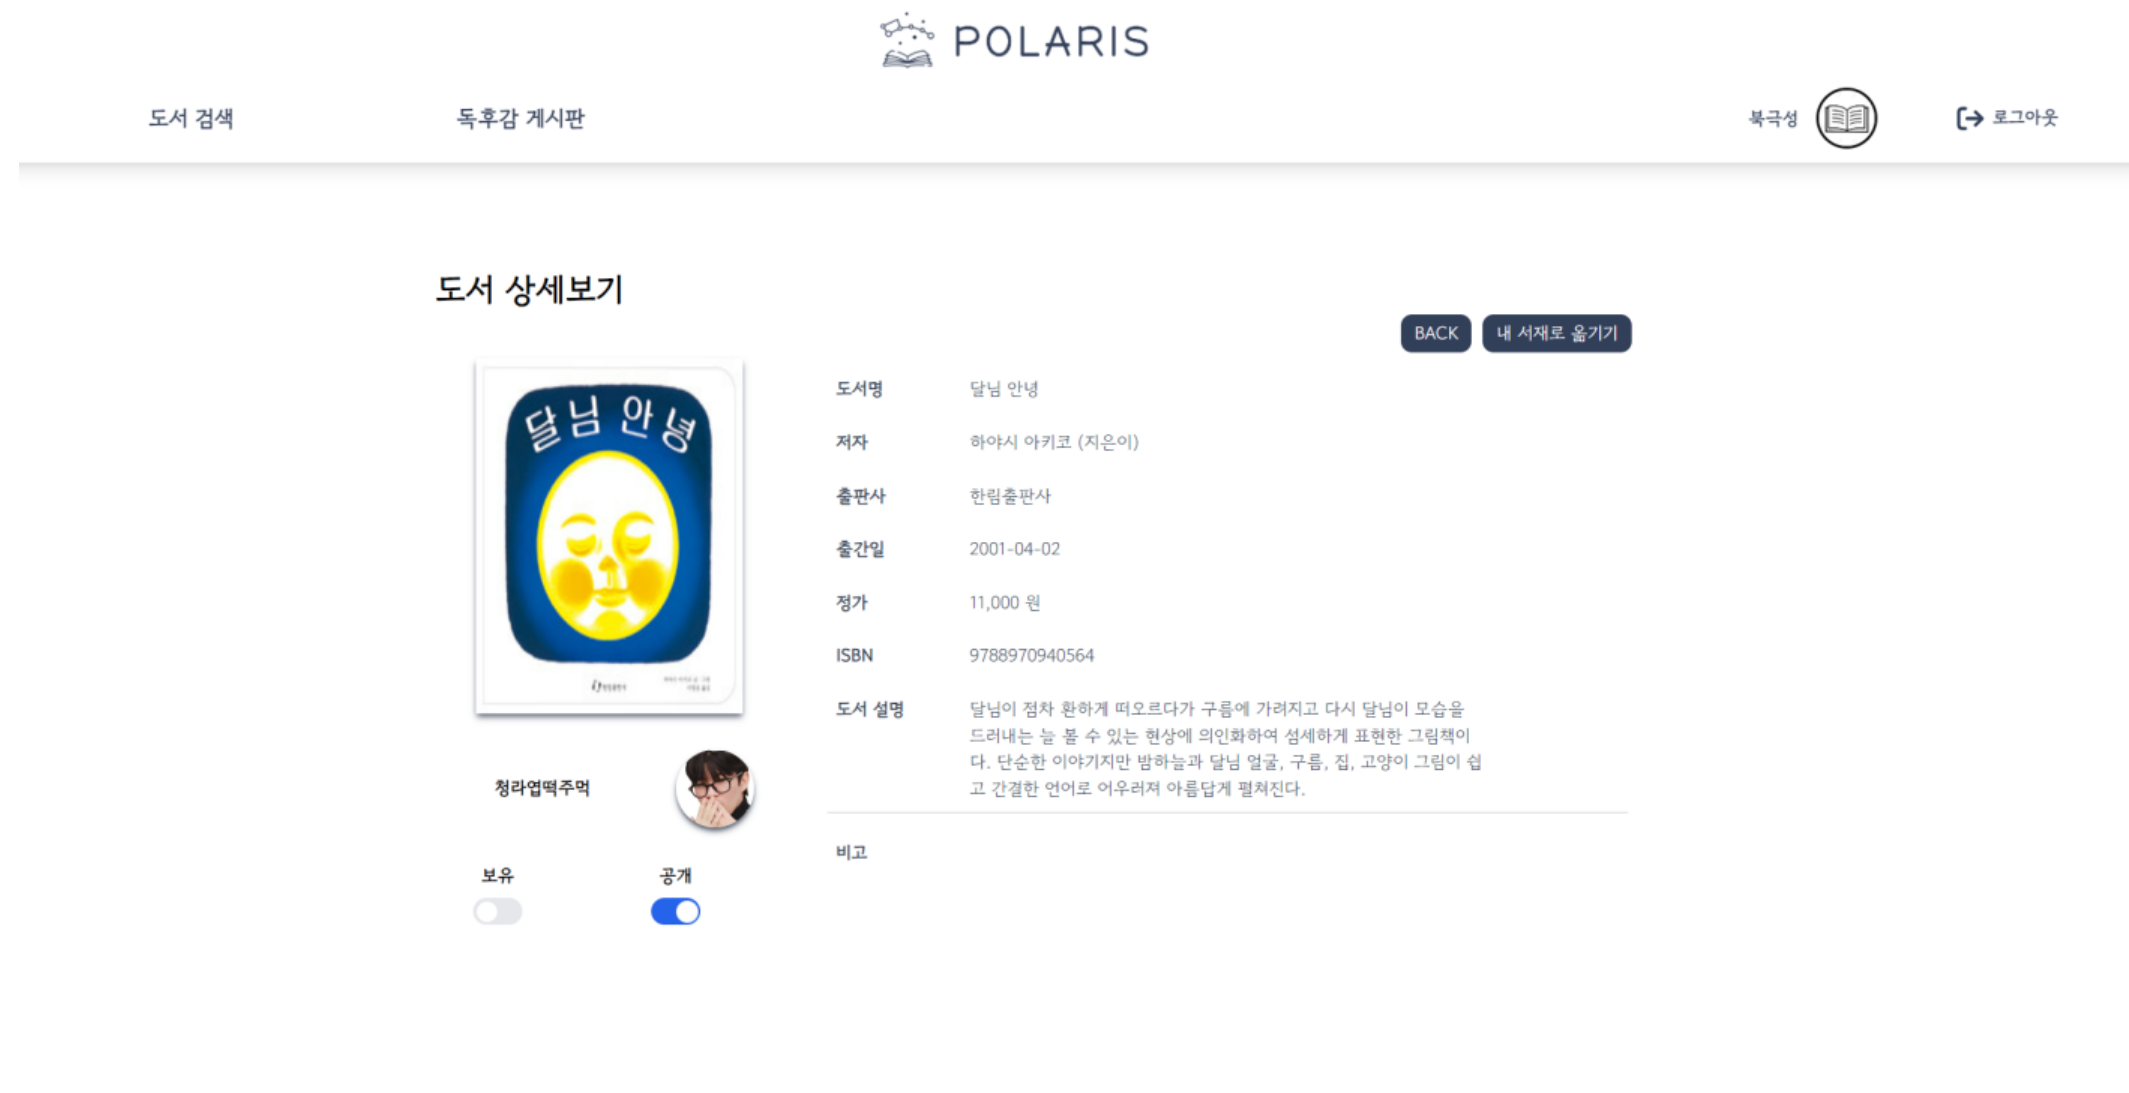 POLARIS
도서 검색
독후감 게시판
북극성
로그아웃
도서 상세보기
BACK
내 서재로 옮기기
달님 안녕
도서명 달님 안녕
저자 하야시 아키코 (지은이)
출판사 한림출판사
출간일 2001-04-02
정가 11,000 원
ISBN 9788970940564
도서 설명 달님이 점차 환하게 떠오르다가 구름에 가려지고 다시 달님이 모습을
드러내는 늘 볼 수 있는 현상에 의인화하여 섬세하게 표현한 그림책이
다. 단순한 이야기지만 밤하늘과 달님 얼굴, 구름, 집, 고양이 그림이 쉽
고 간결한 언어로 어우러져 아름답게 펼쳐진다.
청라엽떡주먹
보유
공개
비고